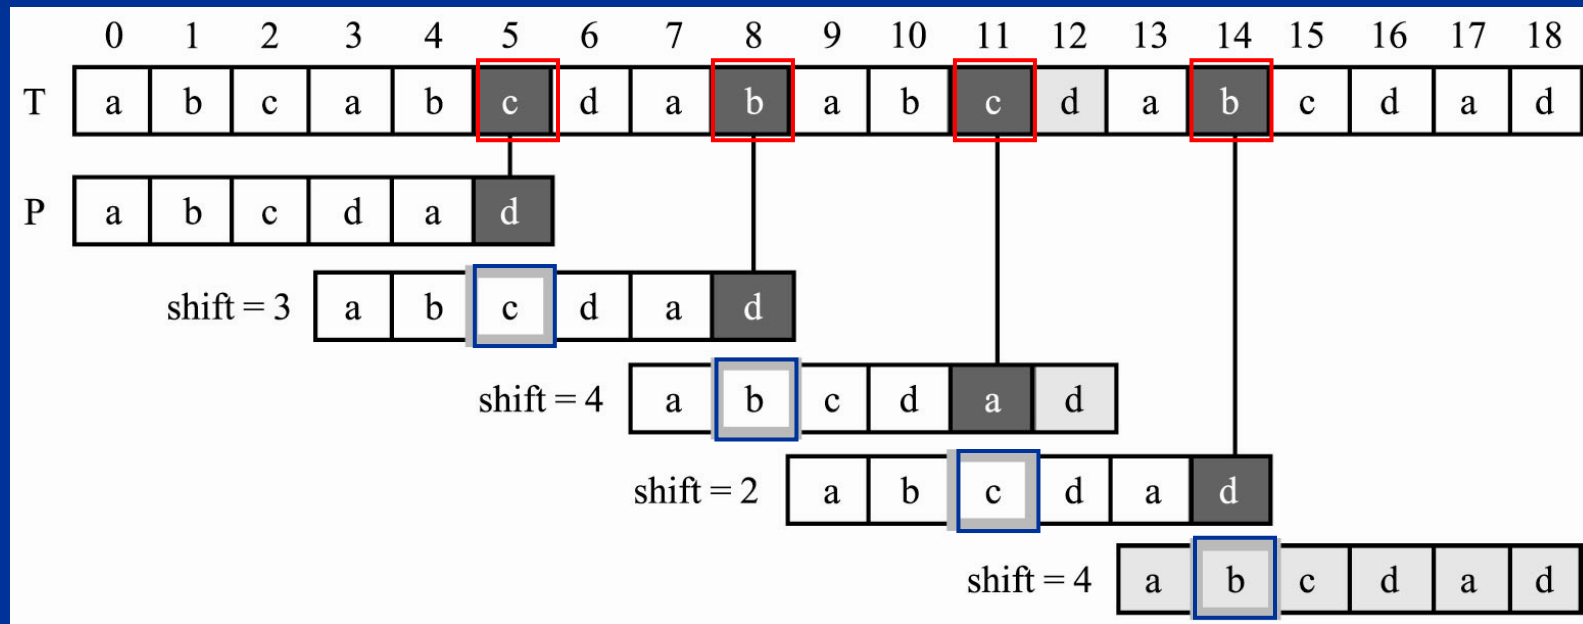 0 1 2 3 4 5 6 7 8 9 10 11 12 13 14 15 16 17 18
T a b c a b c d a b a b c d a b c d a d
P a b c d a d
shift = 3 a b c d a d
shift = 4 a b c d a d
shift = 2 a b c d a d
shift = 4 a b c d a d